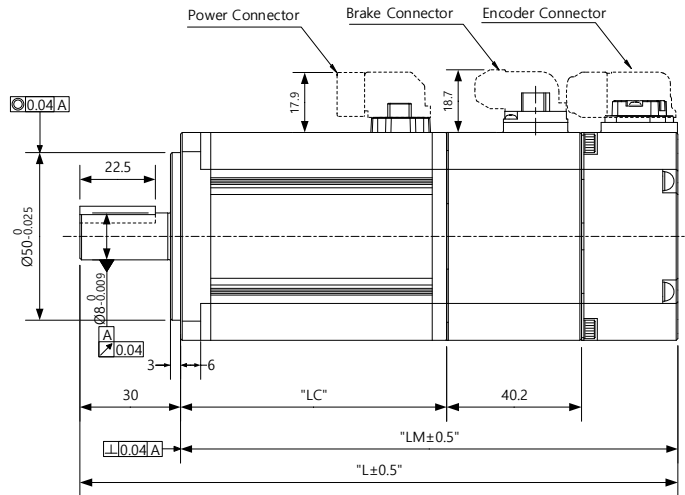 Power Connector
Brake Connector
Encoder Connector
17.9
18.7
◎ 0.04 A
22.5
Ø50 0 -0.025
Ø8 0 -0.009
A
↗ 0.04
3
6
30
"LC"
40.2
"LM±0.5"
⊥ 0.04 A
"L±0.5"